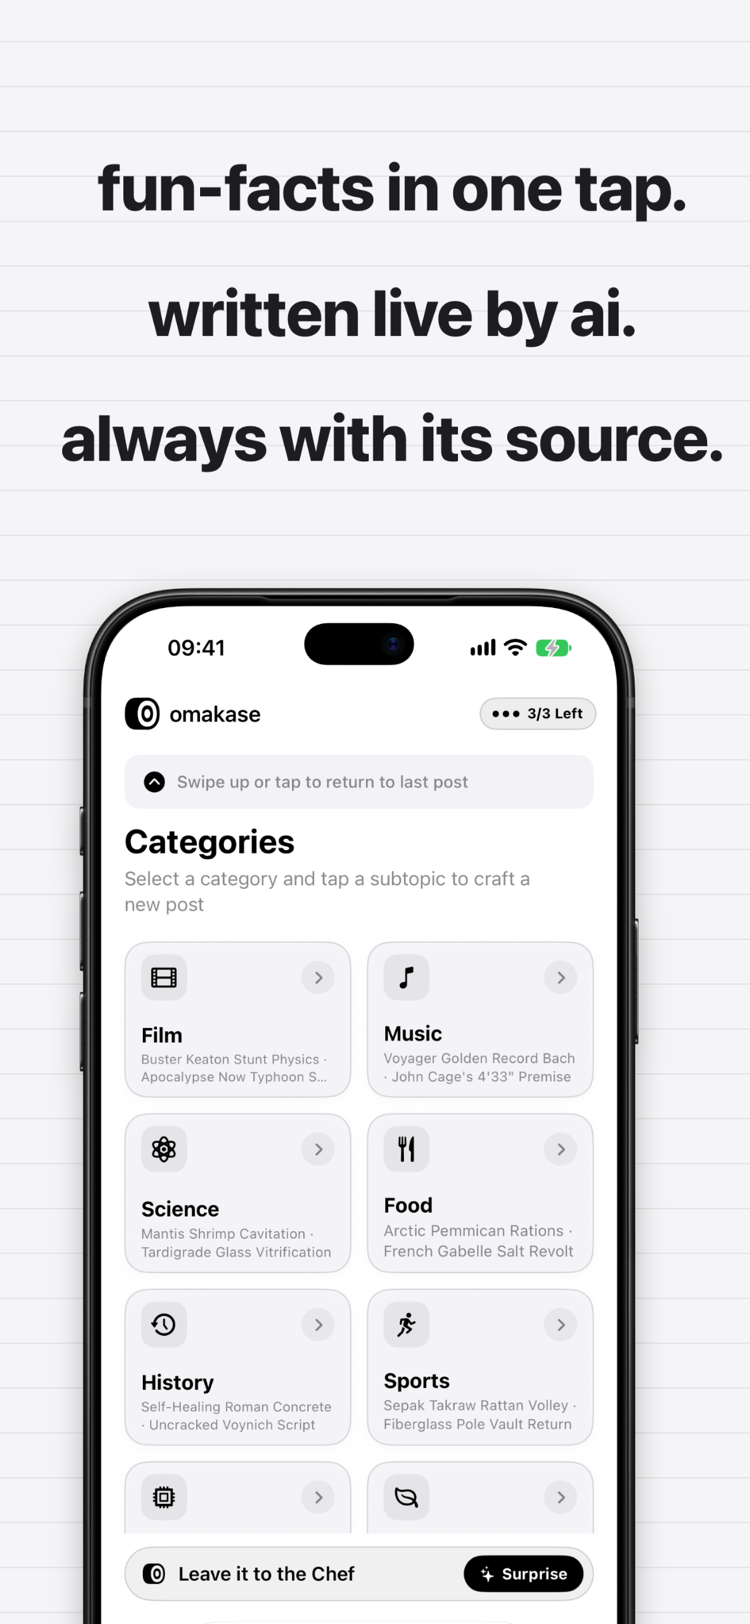 fun-facts in one tap.
written live by ai.
always with its source.
09:41
omakase
3/3 Left
Swipe up or tap to return to last post
Categories
Select a category and tap a subtopic to craft a
new post
Film
Buster Keaton Stunt Physics ·
Apocalypse Now Typhoon S...
Music
Voyager Golden Record Bach
· John Cage's 4'33" Premise
Science
Mantis Shrimp Cavitation ·
Tardigrade Glass Vitrification
Food
Arctic Pemmican Rations ·
French Gabelle Salt Revolt
History
Self-Healing Roman Concrete
· Uncracked Voynich Script
Sports
Sepak Takraw Rattan Volley ·
Fiberglass Pole Vault Return
Leave it to the Chef
Surprise